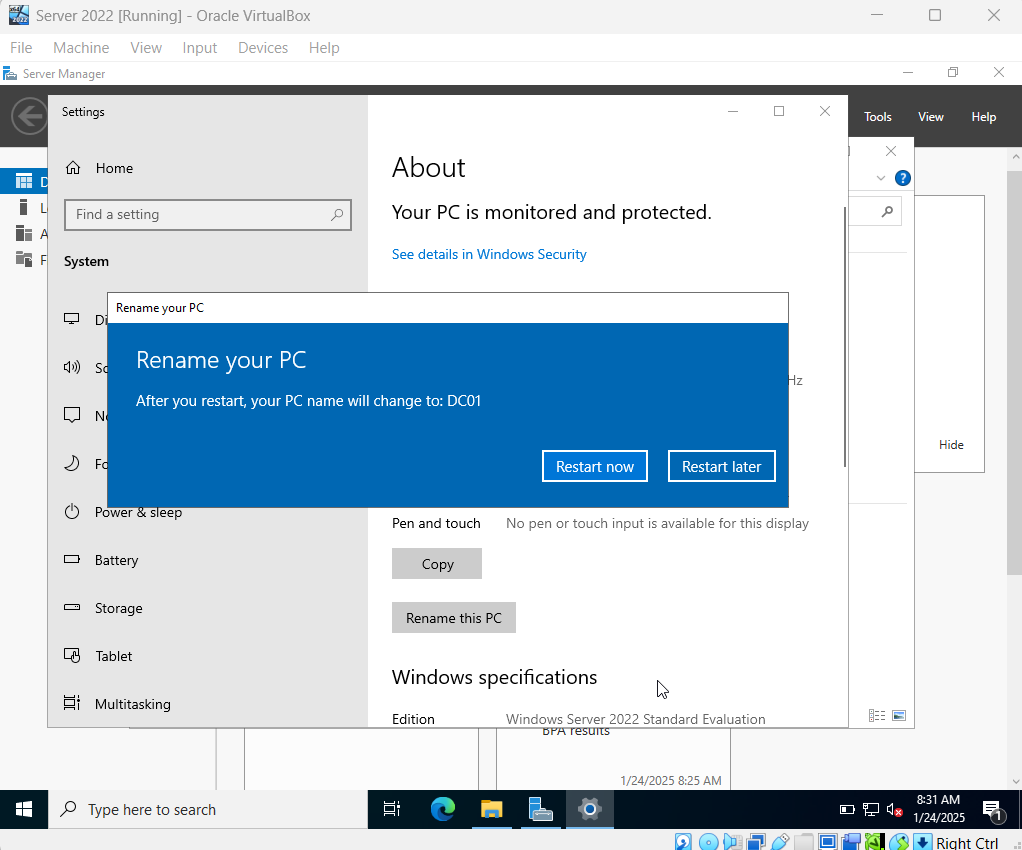 Server 2022 [Running] - Oracle VirtualBox
File Machine View Input Devices Help
Server Manager
Tools View Help
Settings
Home
Find a setting
System
Power & sleep
Battery
Storage
Tablet
Multitasking
About
Your PC is monitored and protected.
See details in Windows Security
Hz
Rename your PC
Rename your PC
After you restart, your PC name will change to: DC01
Restart now
Restart later
Pen and touch No pen or touch input is available for this display
Copy
Rename this PC
Windows specifications
Edition Windows Server 2022 Standard Evaluation
Hide
BPA results
1/24/2025 8:25 AM
Type here to search
8:31 AM
1/24/2025
1
Right Ctrl